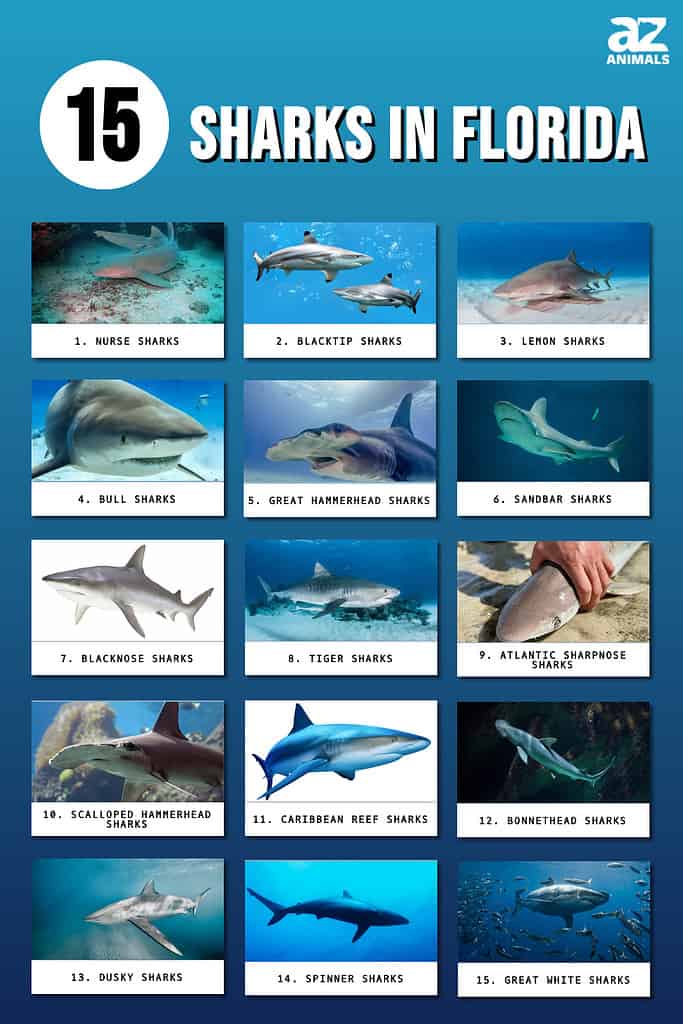 az
ANIMALS
15
SHARKS IN FLORIDA
1. NURSE SHARKS
2. BLACKTIP SHARKS
3. LEMON SHARKS
4. BULL SHARKS
5. GREAT HAMMERHEAD SHARKS
6. SANDBAR SHARKS
7. BLACKNOSE SHARKS
8. TIGER SHARKS
9. ATLANTIC SHARPNOSE
SHARKS
10. SCALLOPED HAMMERHEAD
SHARKS
11. CARIBBEAN REEF SHARKS
12. BONNETHEAD SHARKS
13. DUSKY SHARKS
14. SPINNER SHARKS
15. GREAT WHITE SHARKS